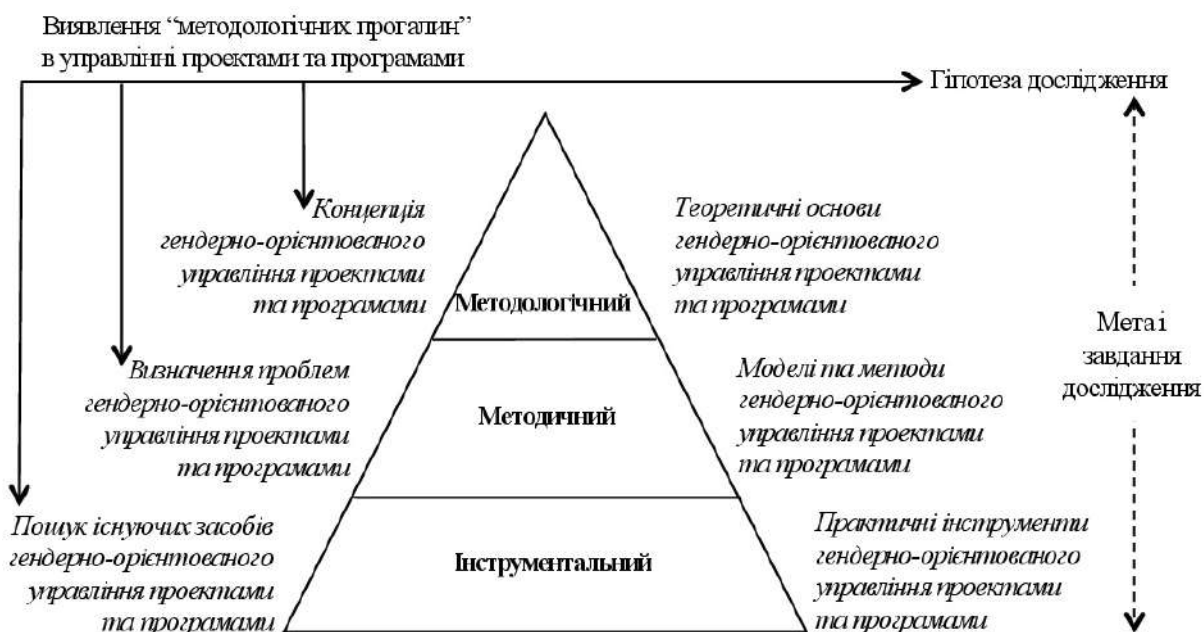 Виявлення “методологічних прогалин”
в управлінні проектами та програмами
Гіпотеза дослідження
Концепція
гендерно-орієнтованого
управління проектами
та програмами
Теоретичні основи
гендерно-орієнтованого
управління проектами
та програмами
Методологічний
Мета і
завдання
дослідження
Визначення проблем
гендерно-орієнтованого
управління проектами
та програмами
Методичний
Моделі та методи
гендерно-орієнтованого
управління проектами
та програмами
Пошук існуючих засобів
гендерно-орієнтованого
управління проектами
та програмами
Інструментальний
Практичні інструменти
гендерно-орієнтованого
управління проектами
та програмами